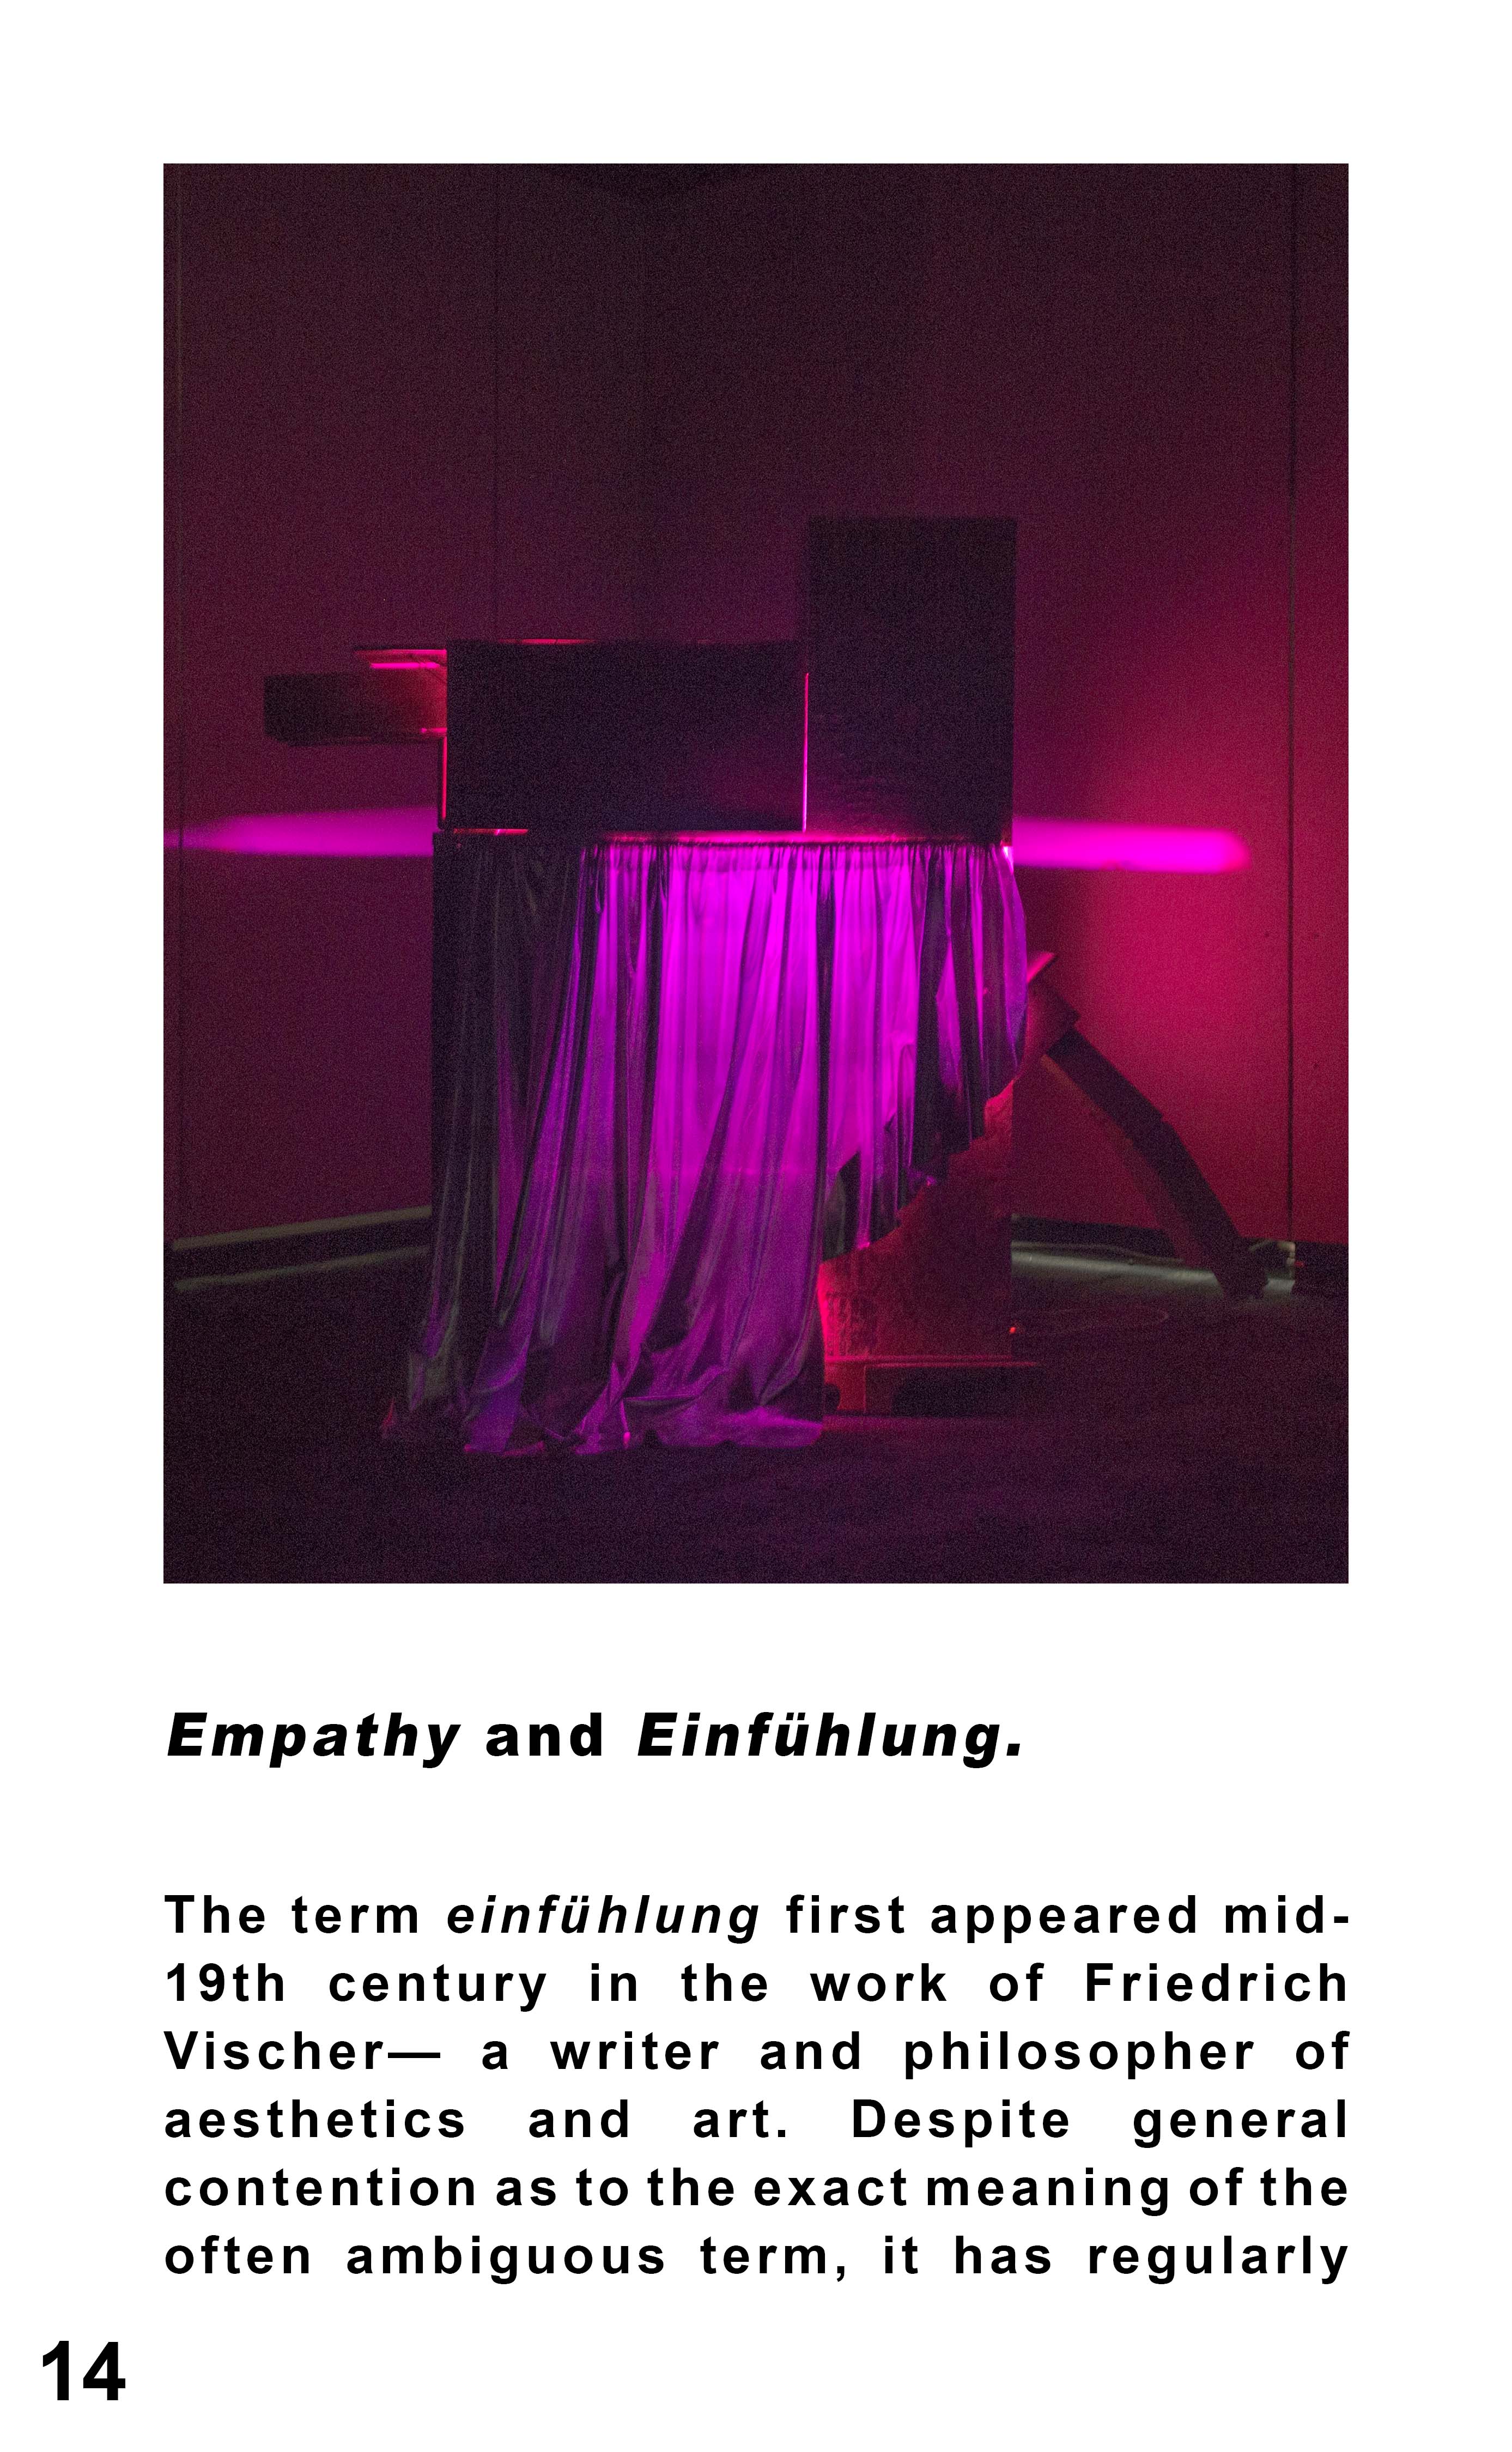 Empathy and Einfühlung.
The term einfühlung first appeared mid-
19th century in the work of Friedrich
Vischer— a writer and philosopher of
aesthetics and art. Despite general
contention as to the exact meaning of the
often ambiguous term, it has regularly
14